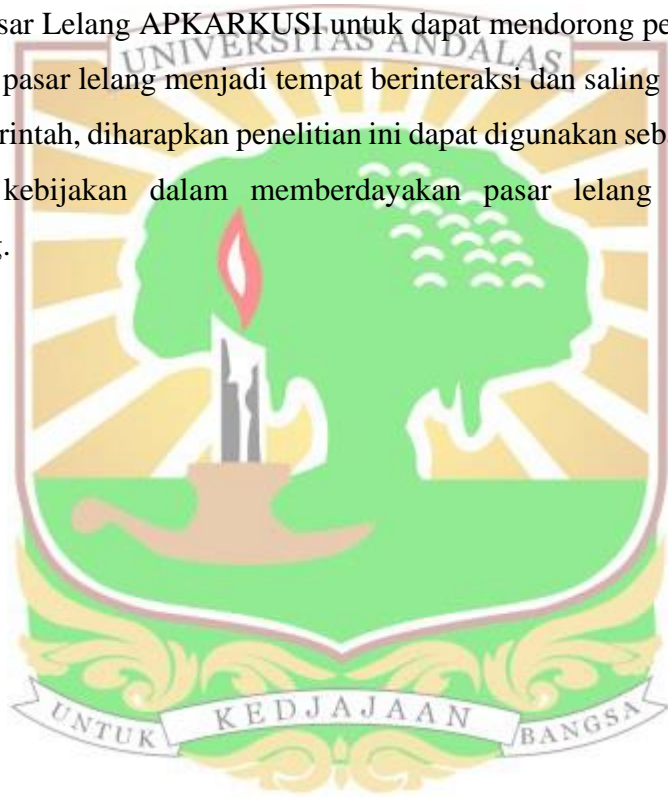 sar Lelang APKARKUSI untuk dapat mendorong pe
UNIVERSITAS ANDALAS
pasar lelang menjadi tempat berinteraksi dan saling
rintah, diharapkan penelitian ini dapat digunakan seba
kebijakan dalam memberdayakan pasar lelang
UNTUK KEDJAJAAN BANGSA